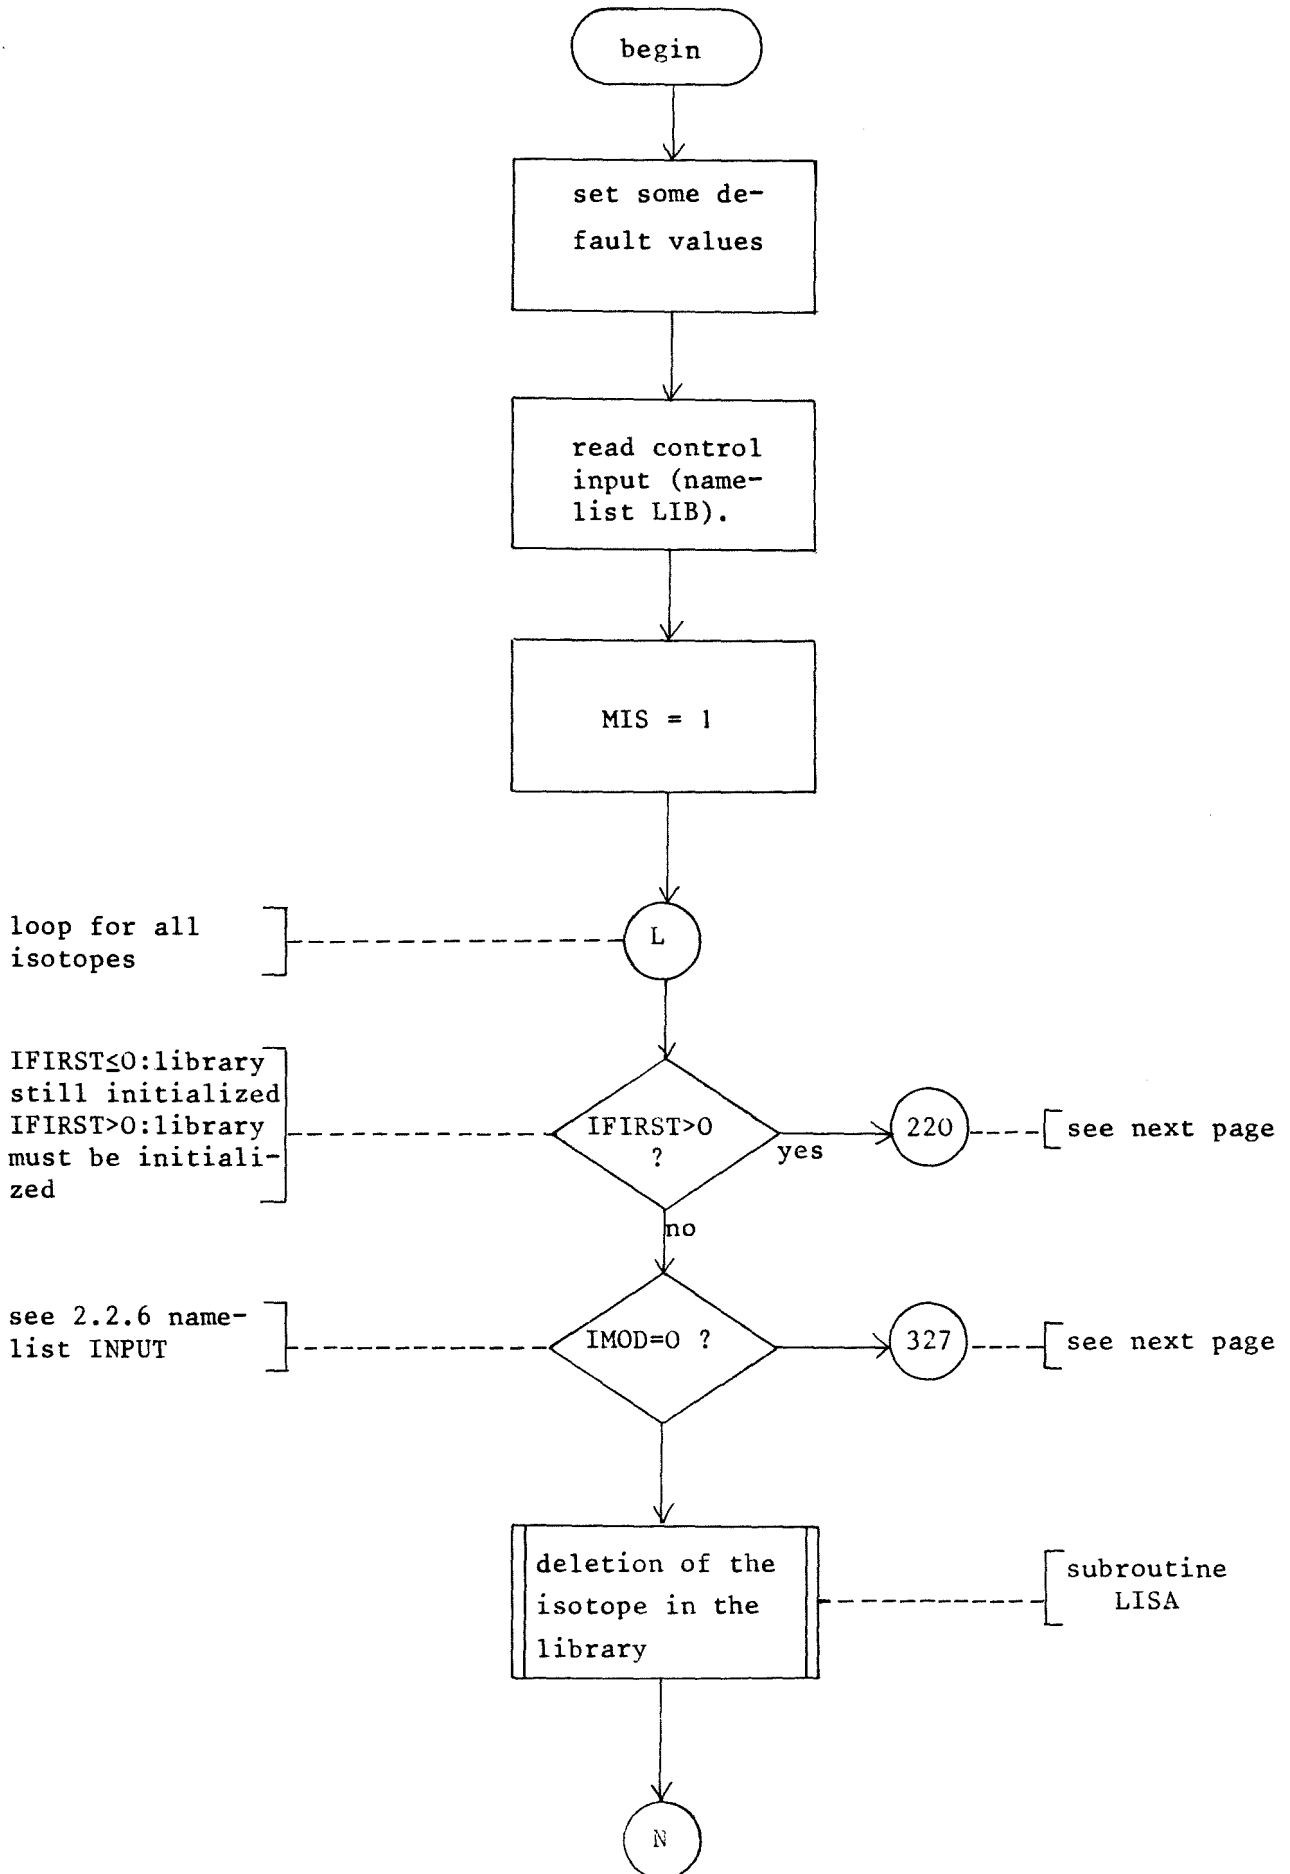 begin
set some de-
fault values
read control
input (name-
list LIB).
MIS = 1
loop for all
isotopes
L
IFIRST≤0:library
still initialized
IFIRST>0:library
must be initiali-
zed
IFIRST>0
?
yes
220
see next page
no
see 2.2.6 name-
list INPUT
IMOD=0 ?
327
see next page
deletion of the
isotope in the
library
subroutine
LISA
N